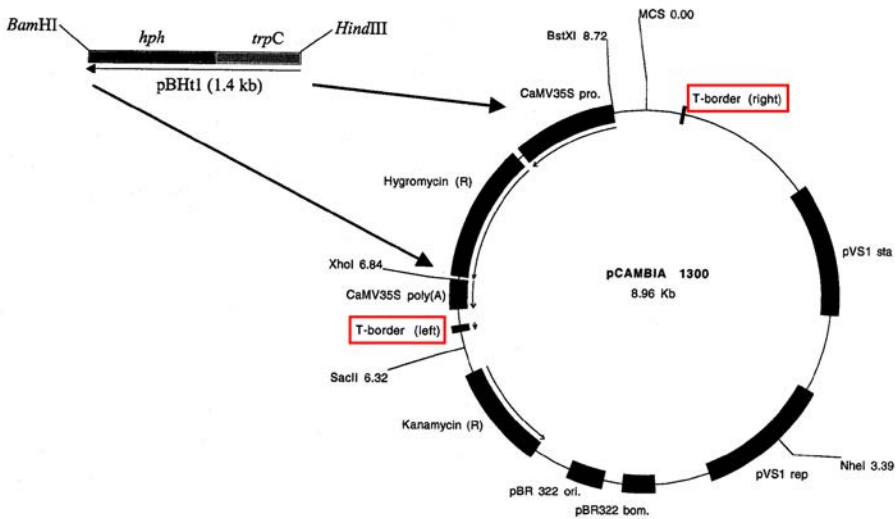 BamHI
hph
trpC
HindIII
pBHt1 (1.4 kb)
MCS 0.00
BstXI 8.72
T-border (right)
CaMV35S pro.
Hygromycin (R)
pVS1 sta
XhoI 6.84
pCAMBIA 1300
8.96 Kb
CaMV35S poly(A)
T-border (left)
SacII 6.32
Kanamycin (R)
NheI 3.39
pVS1 rep
pBR 322 ori.
pBR322 bom.